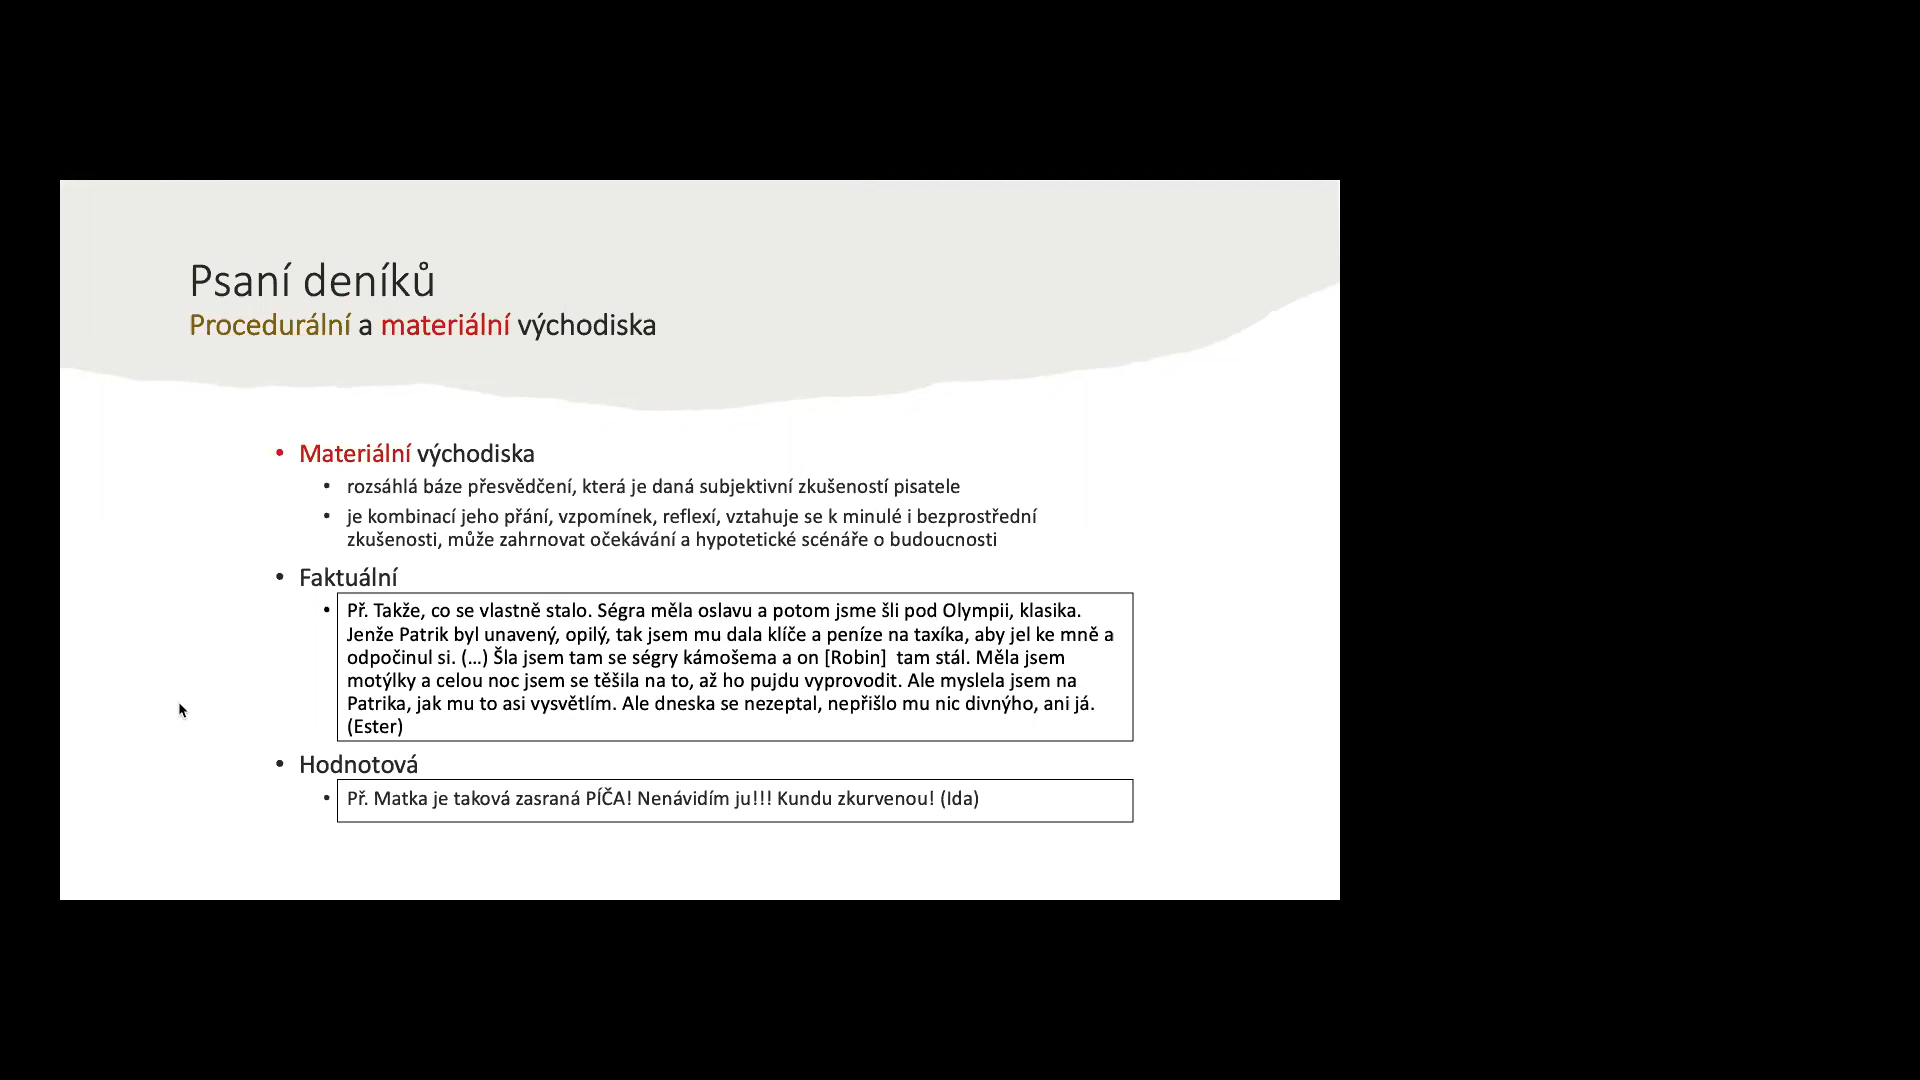 Psaní deníků
Procedurální a materiální východiska
• Materiální východiska
• rozsáhlá báze přesvědčení, která je daná subjektivní zkušeností pisatele
• je kombinací jeho přání, vzpomínek, reflexí, vztahuje se k minulé i bezprostřední
zkušenosti, může zahrnovat očekávání a hypotetické scénáře o budoucnosti
• Faktuální
• Př. Takže, co se vlastně stalo. Ségra měla oslavu a potom jsme šli pod Olympii, klasika.
Jenže Patrik byl unavený, opilý, tak jsem mu dala klíče a peníze na taxíka, aby jel ke mně a
odpočinul si. (…) Šla jsem tam se ségry kámošema a on [Robin]  tam stál. Měla jsem
motýlky a celou noc jsem se těšila na to, až ho pujdu vyprovodit. Ale myslela jsem na
Patrika, jak mu to asi vysvětlím. Ale dneska se nezeptal, nepřišlo mu nic divnýho, ani já.
(Ester)
• Hodnotová
• Př. Matka je taková zasraná PÍČA! Nenávidím ju!!! Kundu zkurvenou! (Ida)